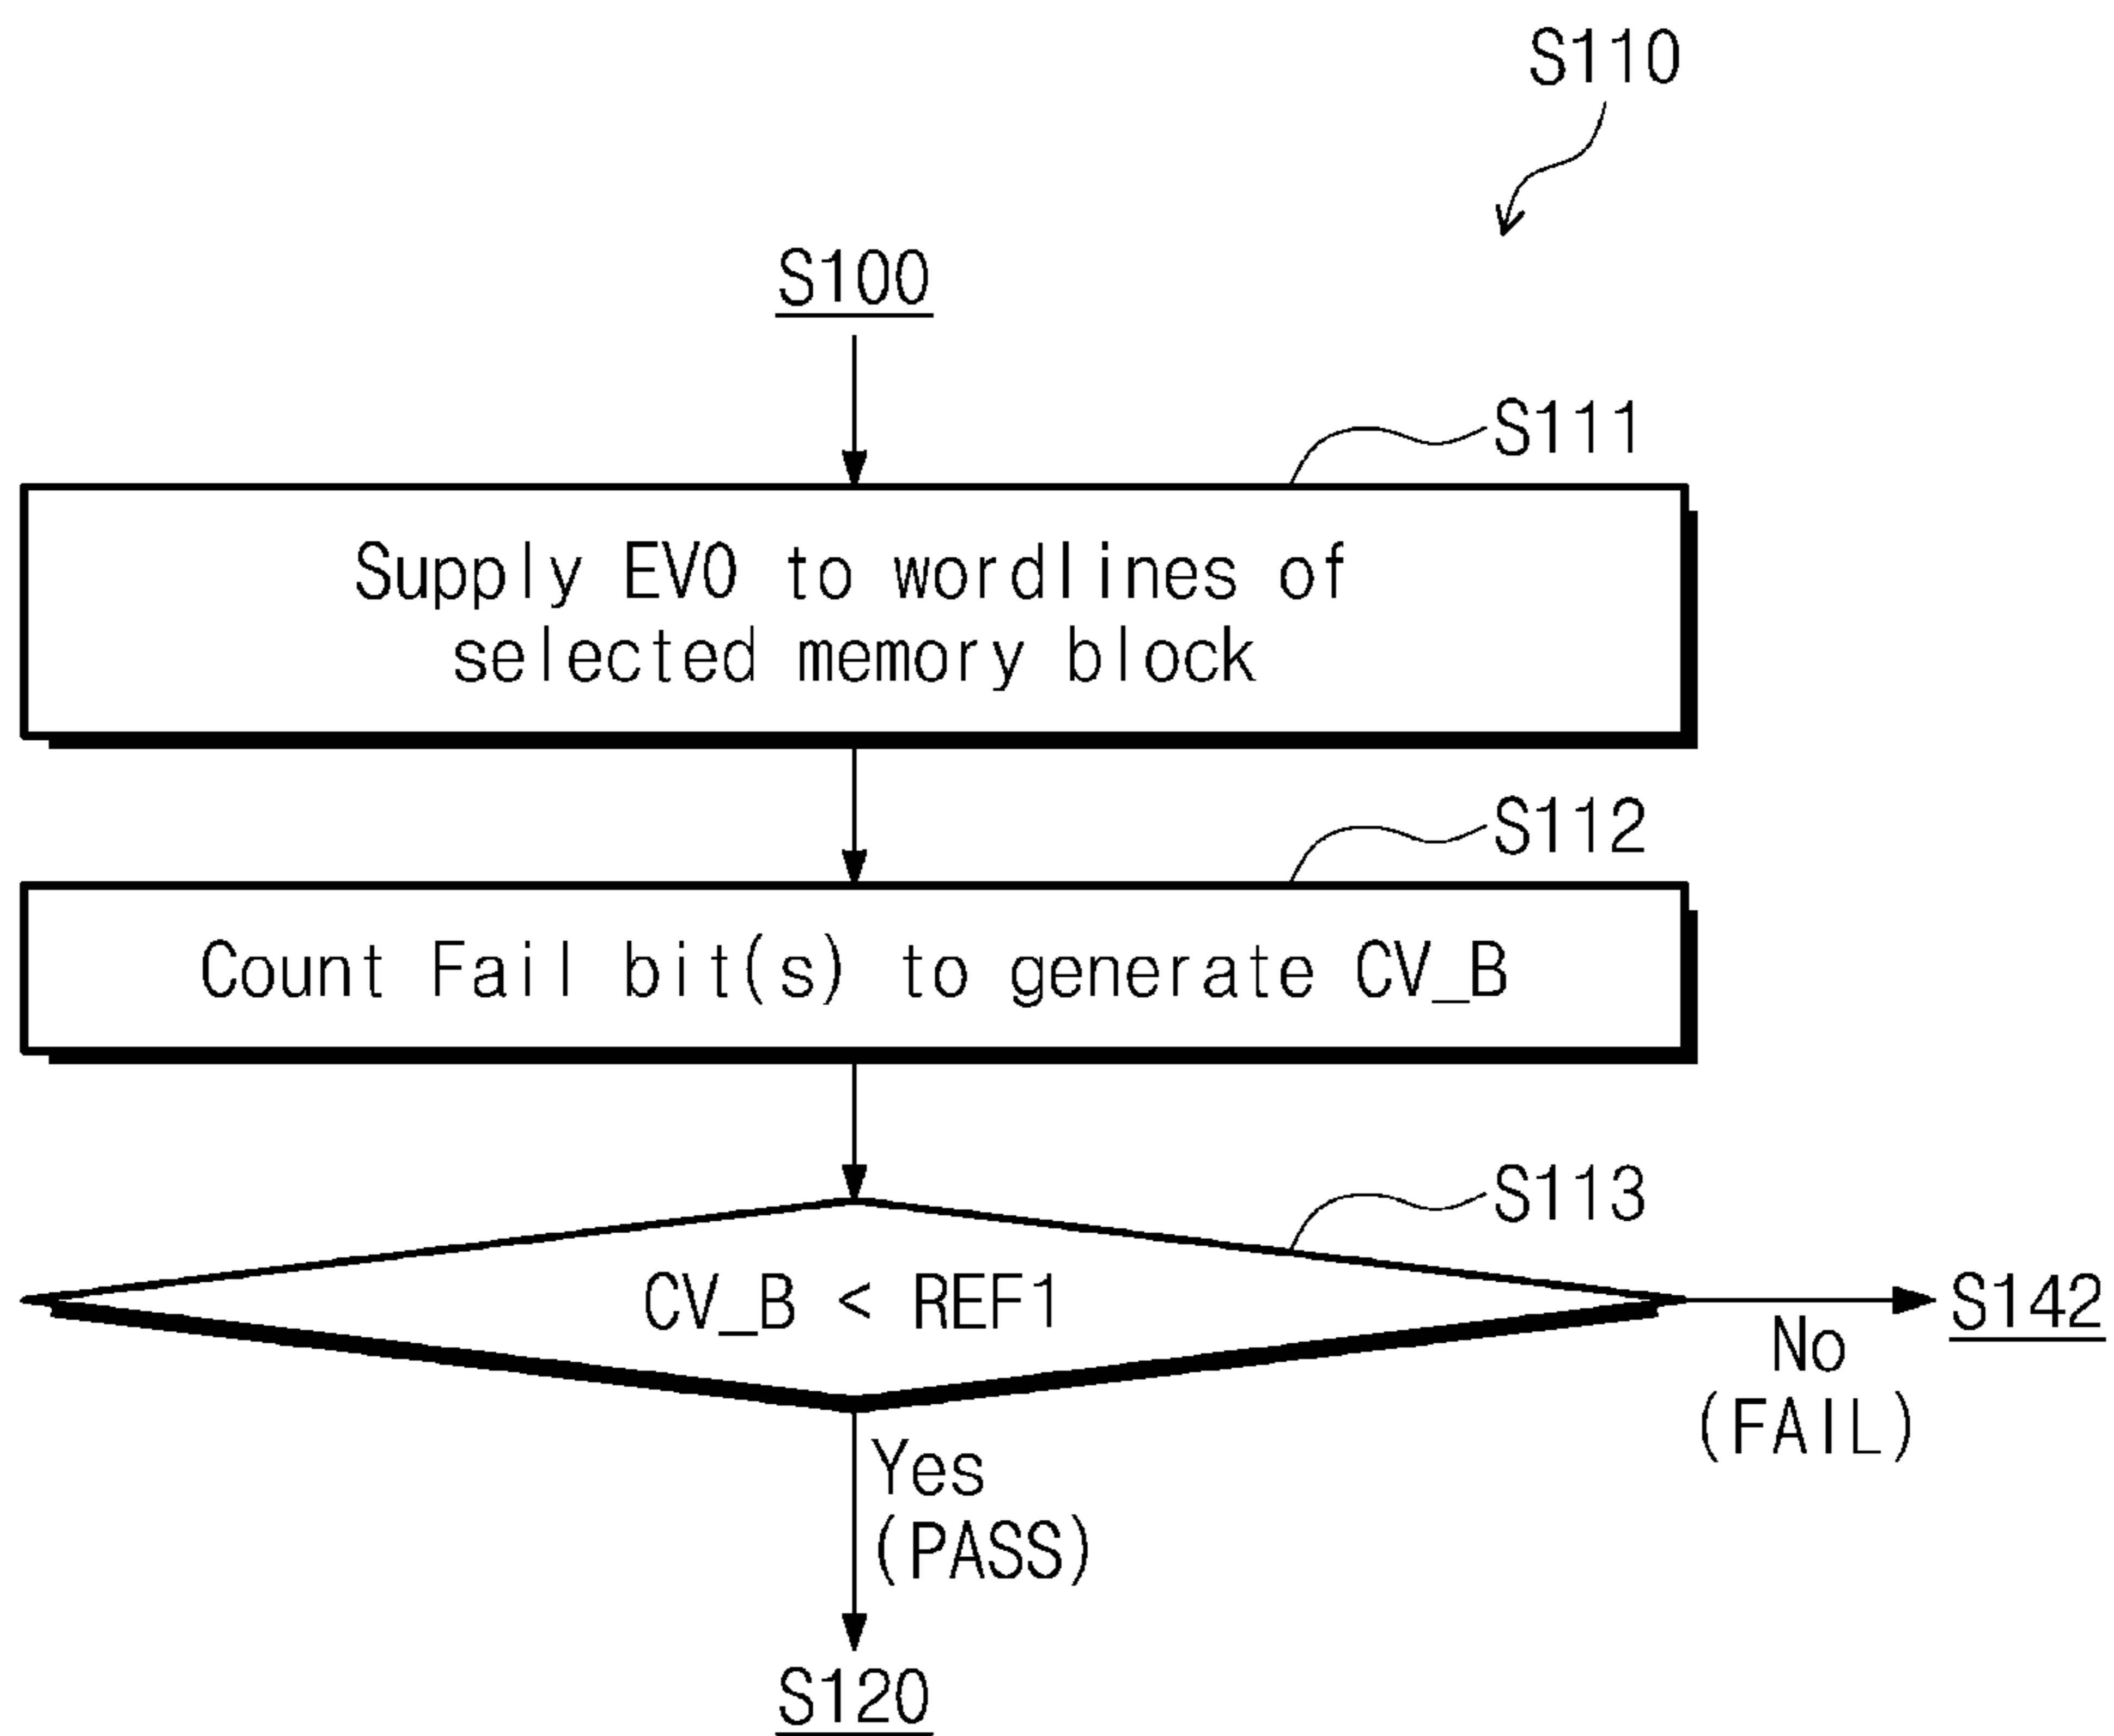 S110
S100
S111
Supply EV0 to wordlines of
selected memory block
S112
Count Fail bit(s) to generate CV_B
S113
CV_B < REF1
S142
No
(FAIL)
Yes
(PASS)
S120